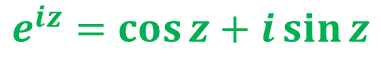 e^{iz} = cos z + i sin z